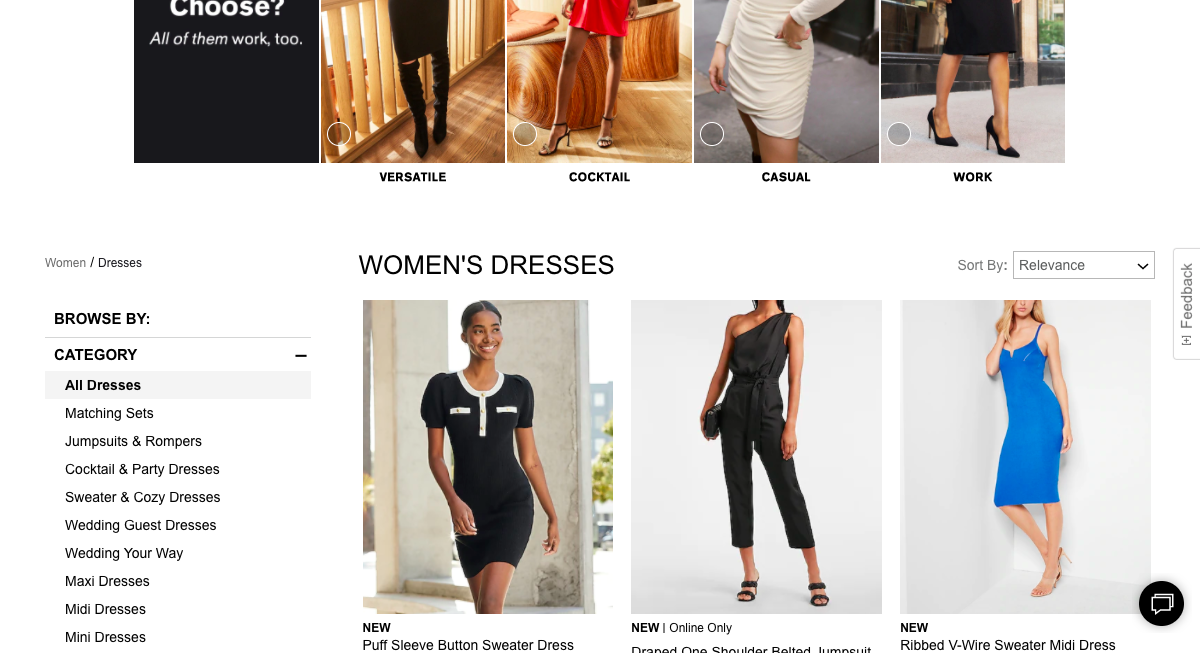 Choose?
All of them work, too.
VERSATILE
COCKTAIL
CASUAL
WORK
Women / Dresses
WOMEN'S DRESSES
Sort By:
Relevance
[+] Feedback
BROWSE BY:
CATEGORY
All Dresses
Matching Sets
Jumpsuits & Rompers
Cocktail & Party Dresses
Sweater & Cozy Dresses
Wedding Guest Dresses
Wedding Your Way
Maxi Dresses
Midi Dresses
Mini Dresses
NEW
Puff Sleeve Button Sweater Dress
NEW | Online Only
Draped One Shoulder Belted Jumpsuit
NEW
Ribbed V-Wire Sweater Midi Dress